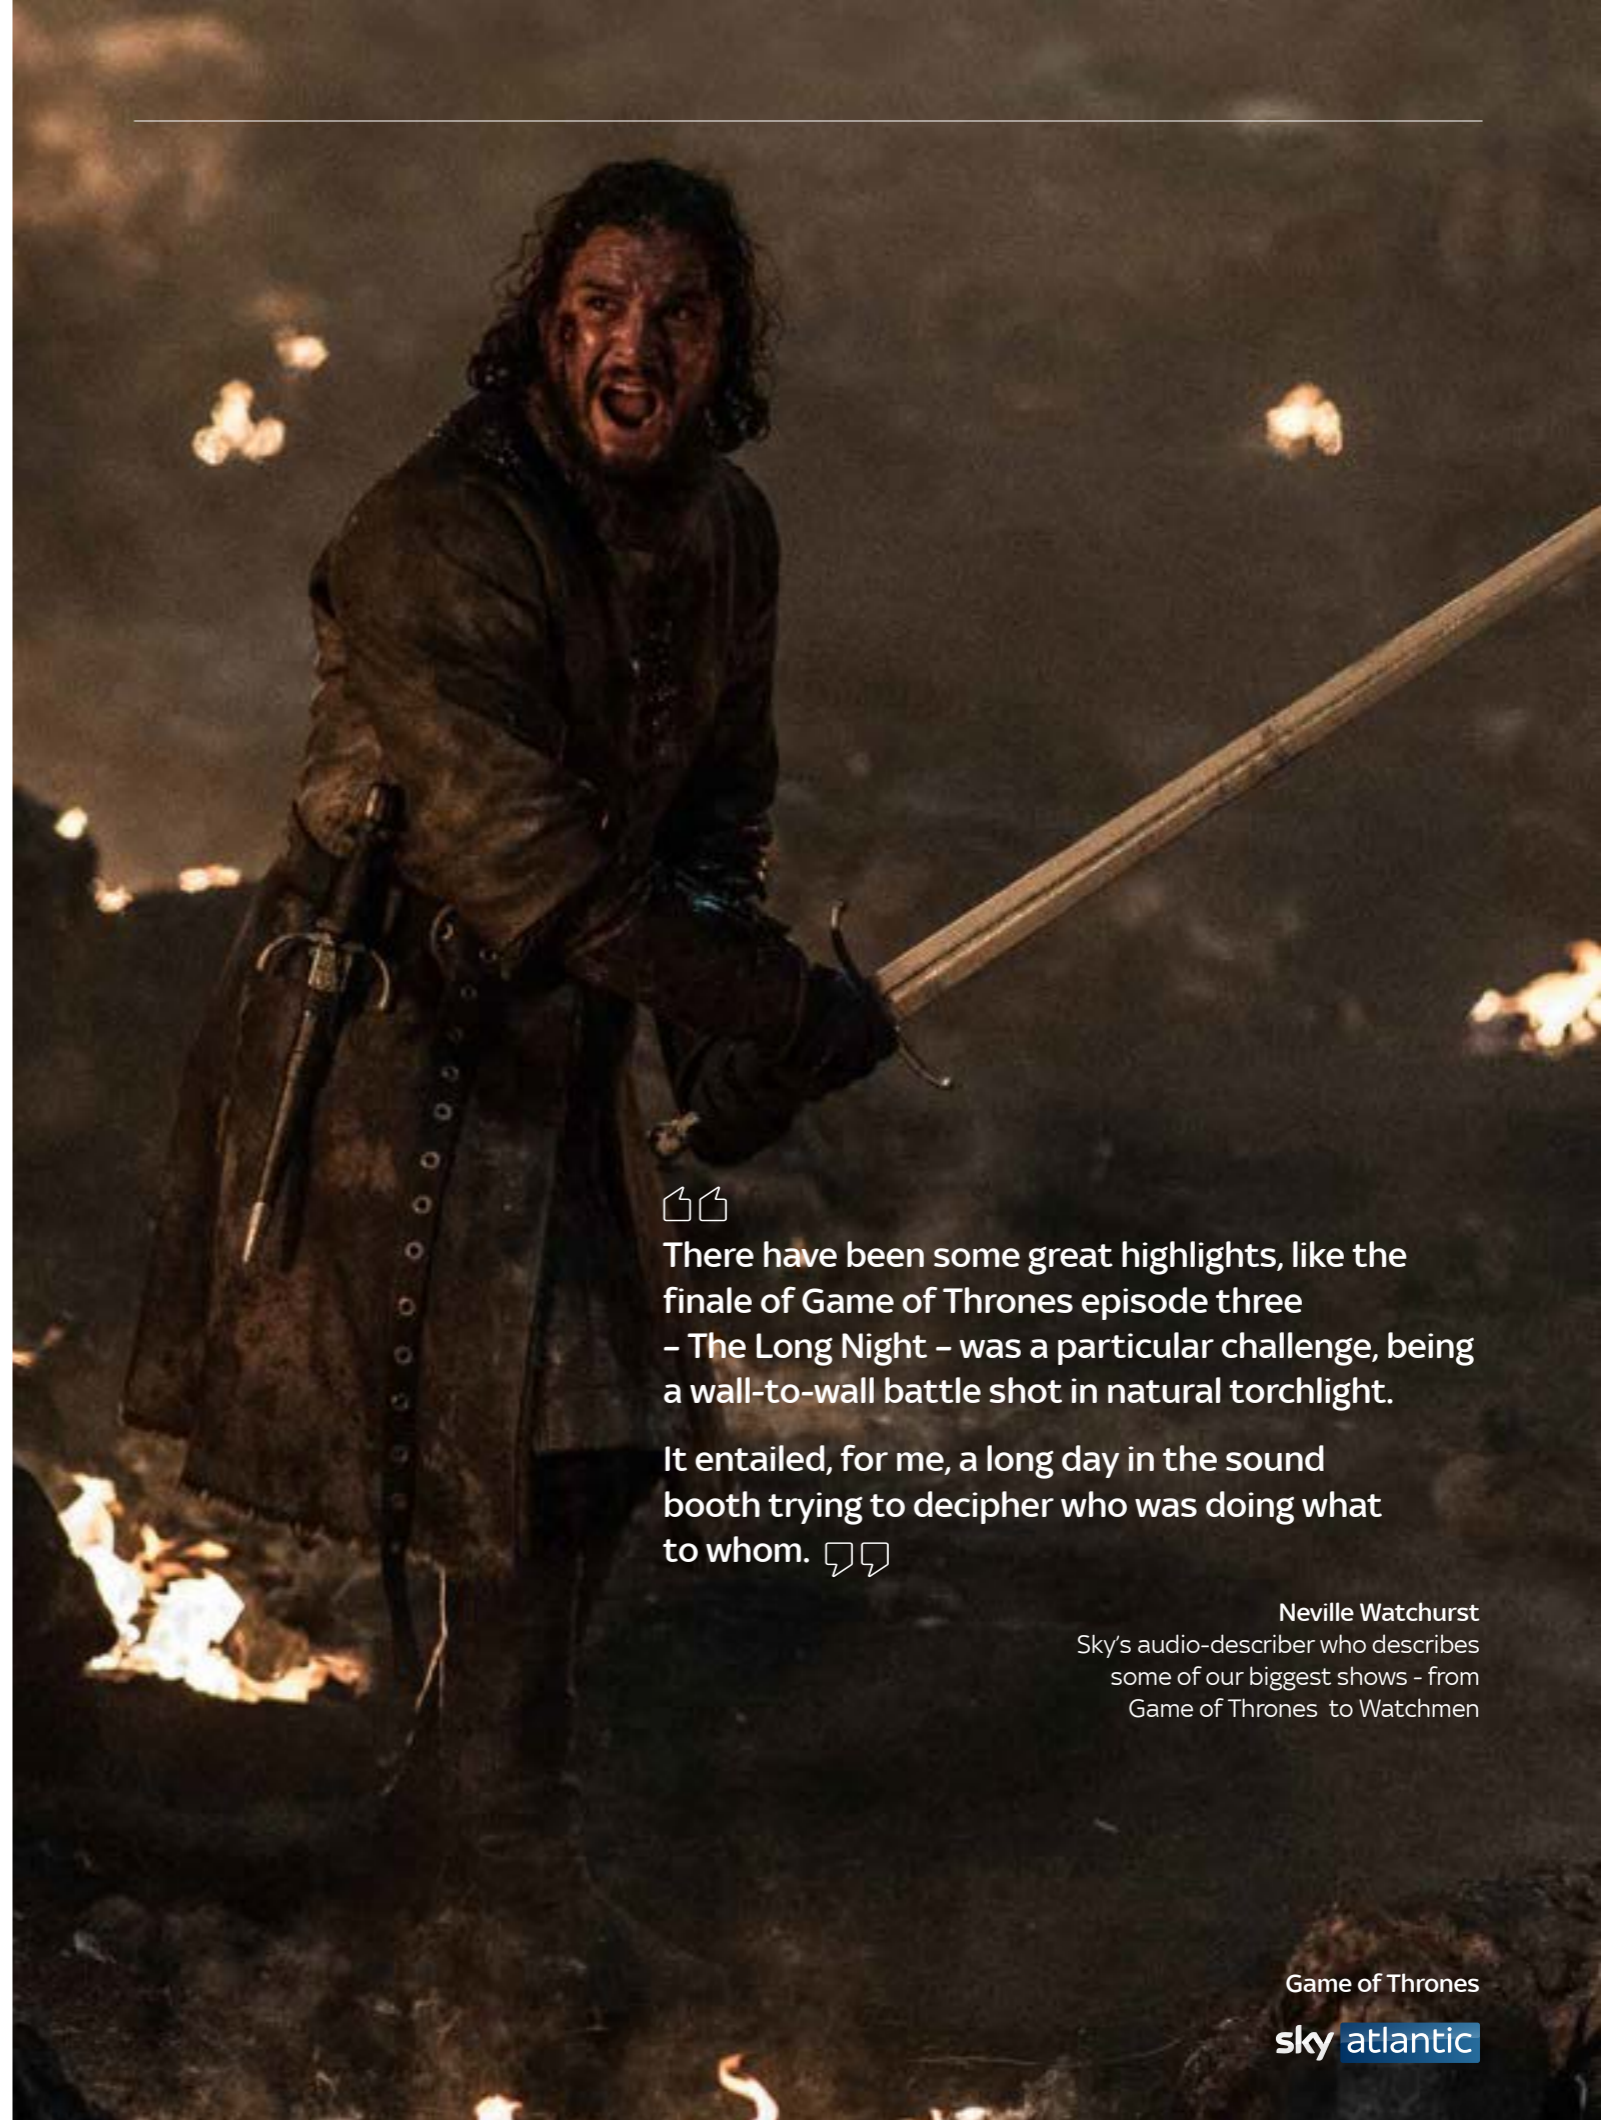 There have been some great highlights, like the
finale of Game of Thrones episode three
– The Long Night – was a particular challenge, being
a wall-to-wall battle shot in natural torchlight.
It entailed, for me, a long day in the sound
booth trying to decipher who was doing what
to whom.
Neville Watchurst
Sky’s audio-describer who describes
some of our biggest shows - from
Game of Thrones to Watchmen
Game of Thrones
sky atlantic